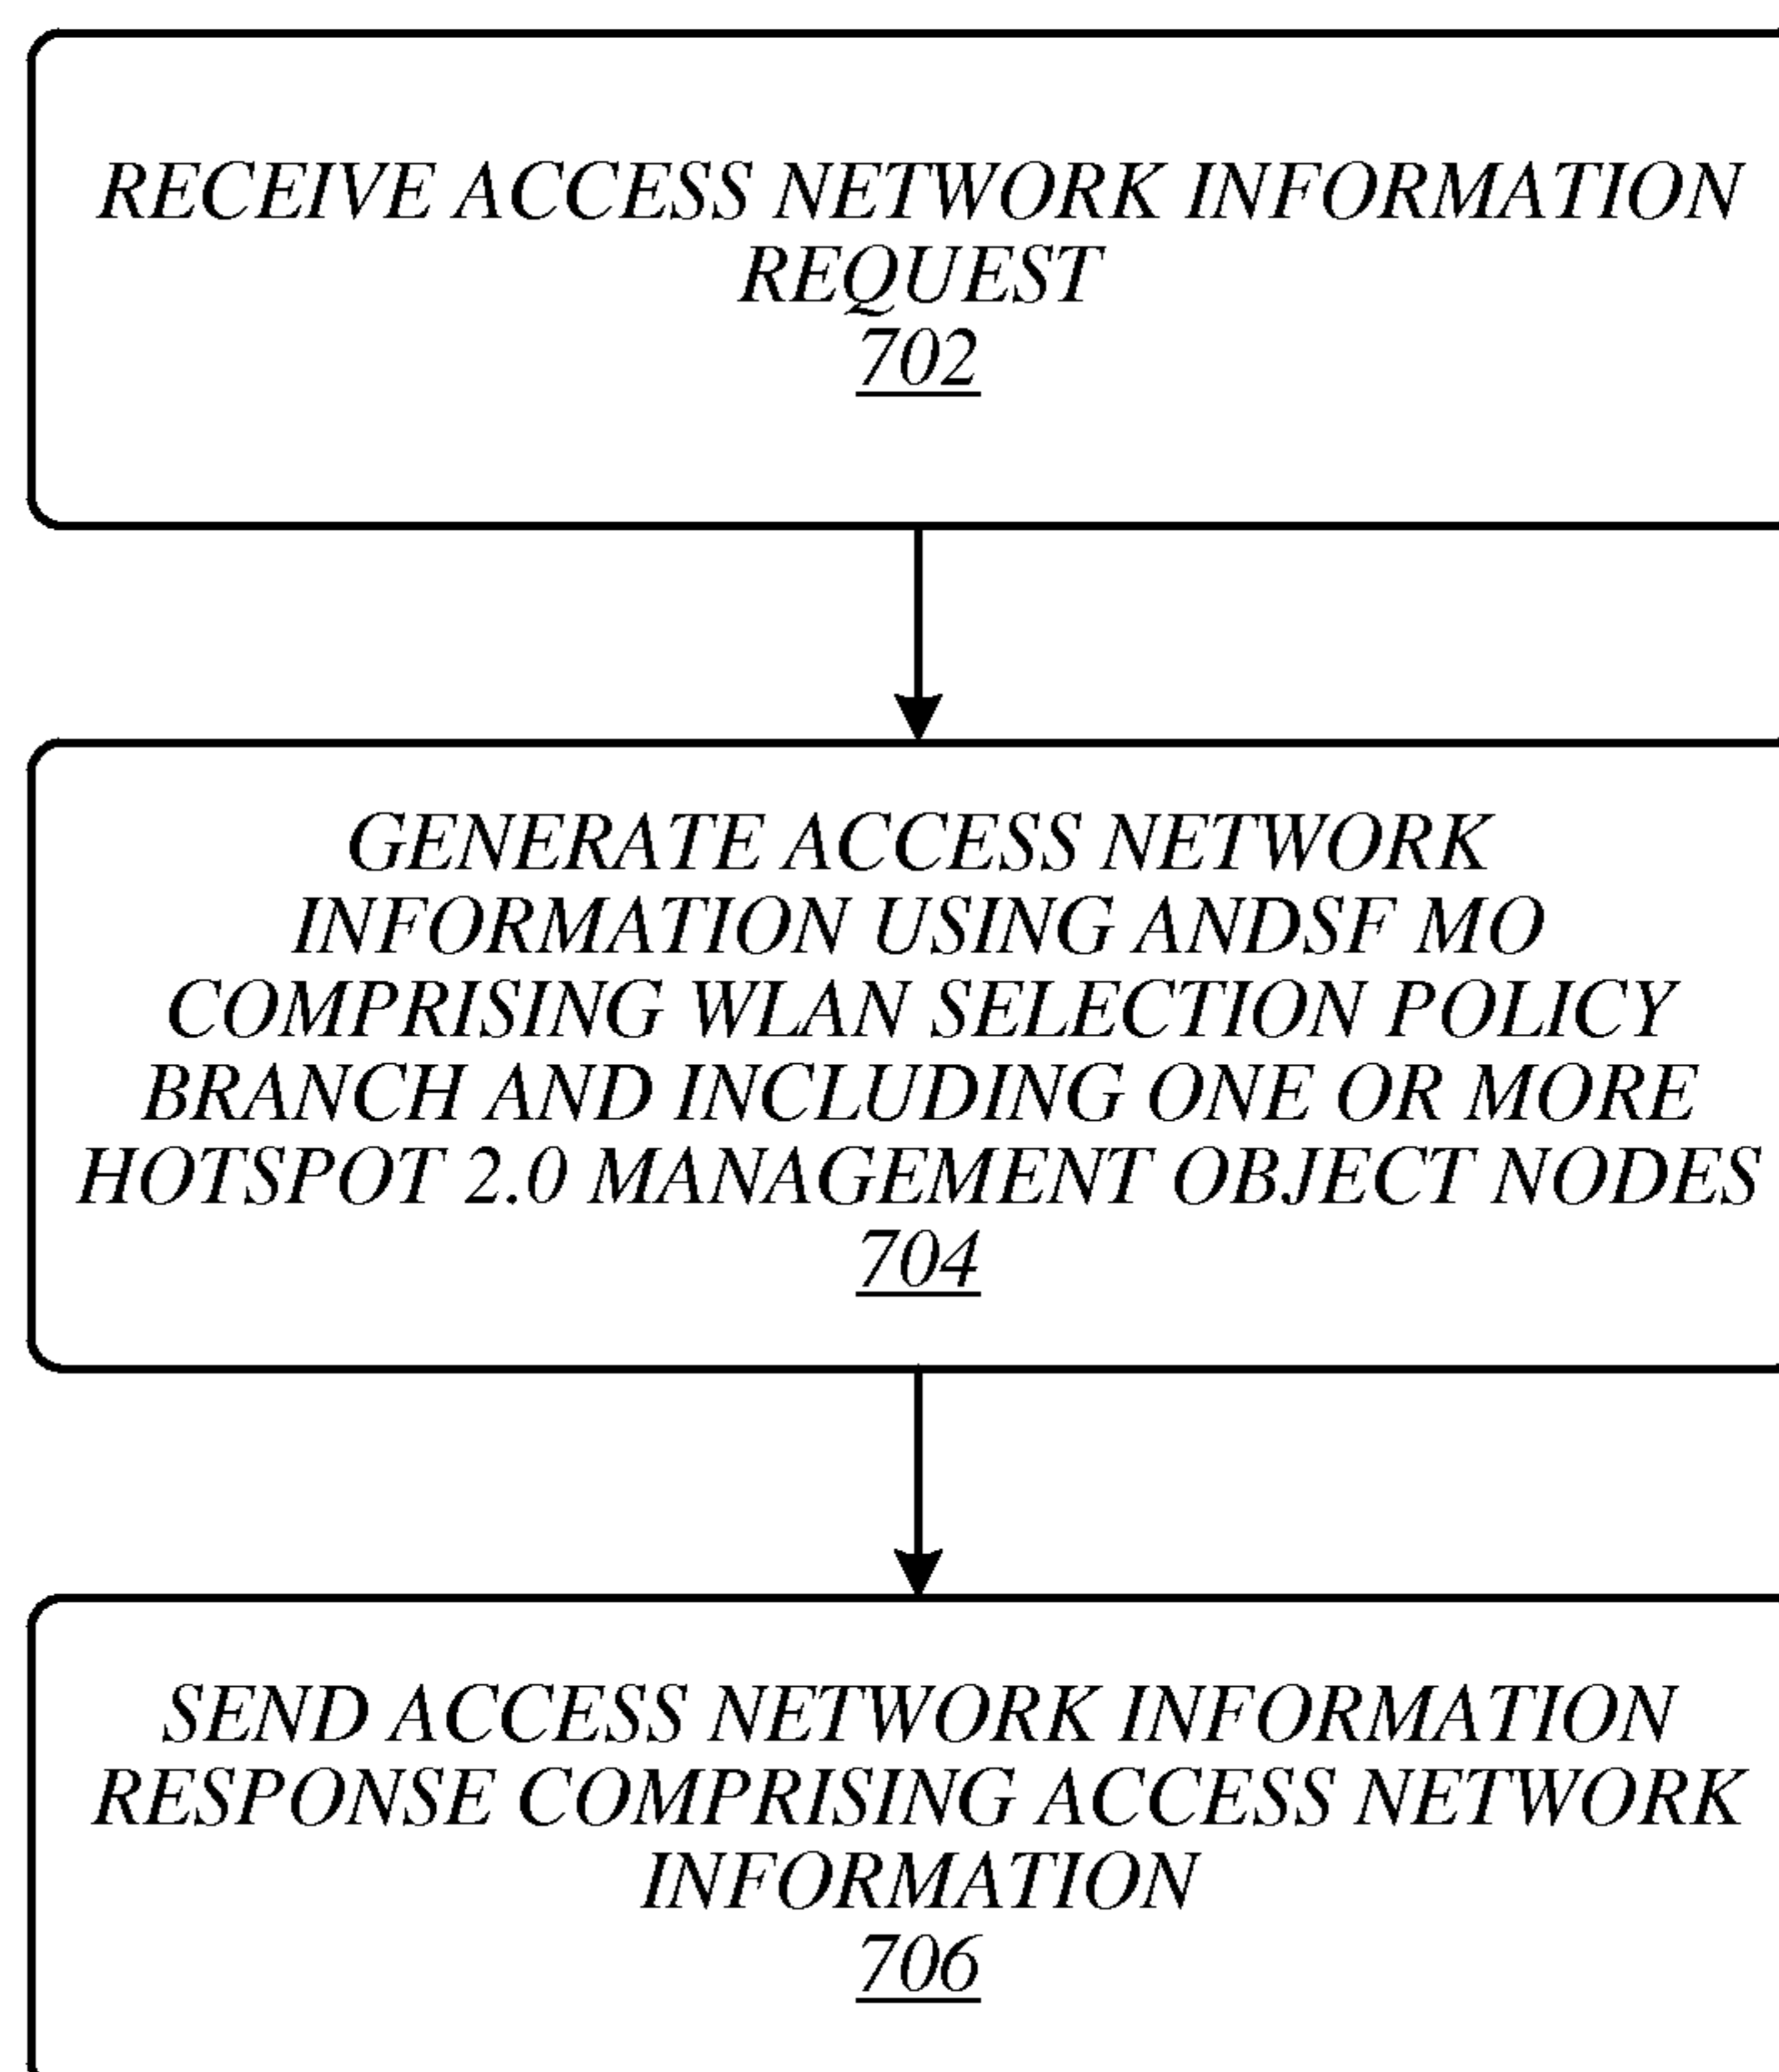 RECEIVE ACCESS NETWORK INFORMATION
REQUEST
702
GENERATE ACCESS NETWORK
INFORMATION USING ANDSF MO
COMPRISING WLAN SELECTION POLICY
BRANCH AND INCLUDING ONE OR MORE
HOTSPOT 2.0 MANAGEMENT OBJECT NODES
704
SEND ACCESS NETWORK INFORMATION
RESPONSE COMPRISING ACCESS NETWORK
INFORMATION
706